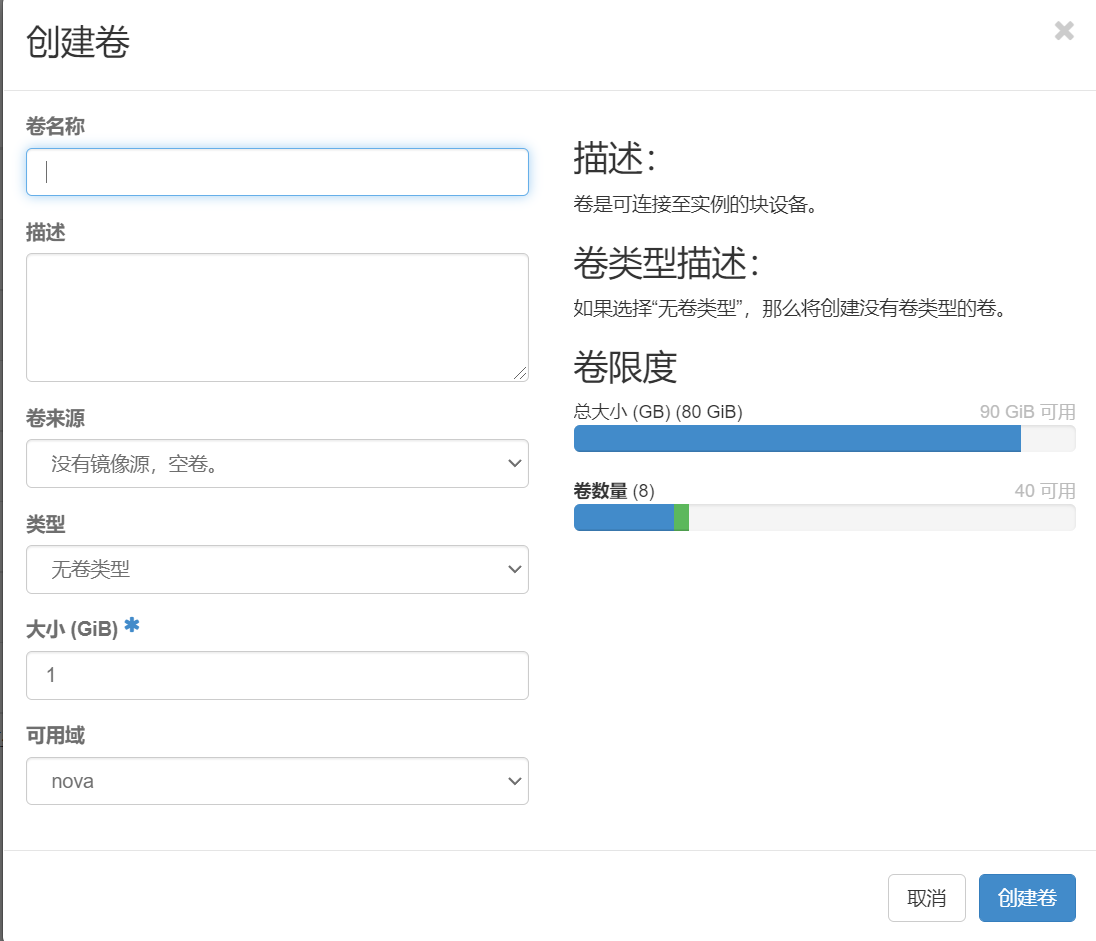 创建卷
卷名称
描述
卷来源
没有镜像源，空卷。
类型
无卷类型
大小 (GiB) *
1
可用域
nova
描述：
卷是可连接至实例的块设备。
卷类型描述：
如果选择“无卷类型”，那么将创建没有卷类型的卷。
卷限度
总大小 (GB) (80 GiB) 90 GiB 可用
卷数量 (8) 40 可用
取消 创建卷